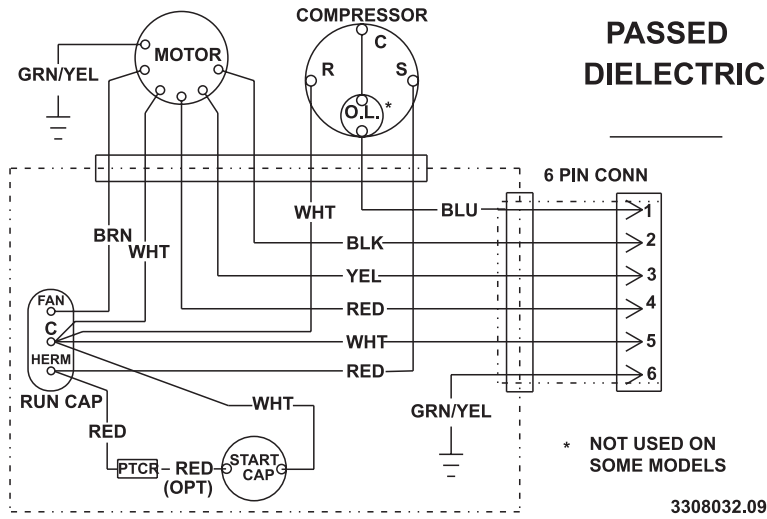 COMPRESSOR
PASSED
DIELECTRIC
MOTOR
GRN/YEL
C
R
S
O.L. *
6 PIN CONN
WHT
BLU
1
BRN
WHT
BLK
2
YEL
3
FAN
RED
4
C
WHT
5
HERM
RED
6
RUN CAP
WHT
GRN/YEL
RED
PTCR
RED
(OPT)
START
CAP
* NOT USED ON
SOME MODELS
3308032.09